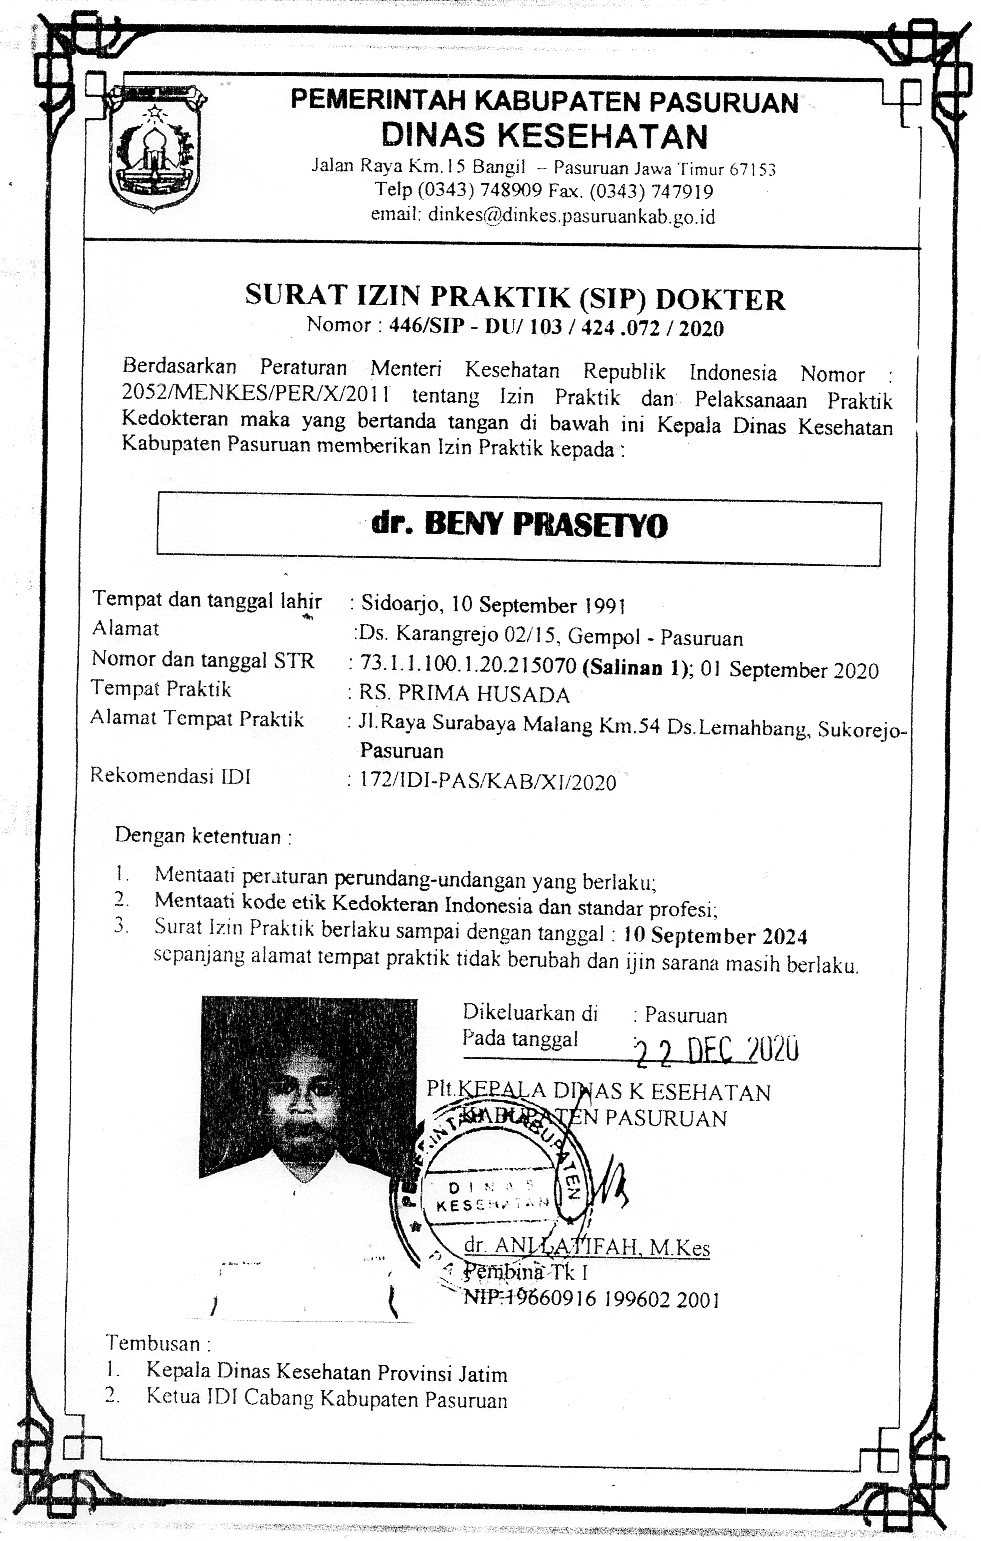 PEMERINTAH KABUPATEN PASURUAN
DINAS KESEHATAN
Jalan Raya Km.15 Bangil – Pasuruan Jawa Timur 67153
Telp (0343) 748909 Fax. (0343) 747919
email: dinkes@dinkes.pasuruankab.go.id
SURAT IZIN PRAKTIK (SIP) DOKTER
Nomor : 446/SIP - DU/ 103 / 424 .072 / 2020
Berdasarkan Peraturan Menteri Kesehatan Republik Indonesia Nomor :
2052/MENKES/PER/X/2011 tentang Izin Praktik dan Pelaksanaan Praktik
Kedokteran maka yang bertanda tangan di bawah ini Kepala Dinas Kesehatan
Kabupaten Pasuruan memberikan Izin Praktik kepada :
dr. BENY PRASETYO
Tempat dan tanggal lahir : Sidoarjo, 10 September 1991
Alamat :Ds. Karangrejo 02/15, Gempol - Pasuruan
Nomor dan tanggal STR : 73.1.1.100.1.20.215070 (Salinan 1); 01 September 2020
Tempat Praktik : RS. PRIMA HUSADA
Alamat Tempat Praktik : Jl.Raya Surabaya Malang Km.54 Ds.Lemahbang, Sukorejo-
Pasuruan
Rekomendasi IDI : 172/IDI-PAS/KAB/XI/2020
Dengan ketentuan :
1. Mentaati peraturan perundang-undangan yang berlaku;
2. Mentaati kode etik Kedokteran Indonesia dan standar profesi;
3. Surat Izin Praktik berlaku sampai dengan tanggal : 10 September 2024
sepanjang alamat tempat praktik tidak berubah dan ijin sarana masih berlaku.
Dikeluarkan di : Pasuruan
Pada tanggal : 22 DEC 2020
Plt.KEPALA DINAS K ESEHATAN
KABUPATEN PASURUAN
PEMERINTAH KABUPATEN
DINAS
KESEHATAN
dr. ANI LATIFAH, M.Kes
Pembina Tk I
NIP.19660916 199602 2001
Tembusan :
1. Kepala Dinas Kesehatan Provinsi Jatim
2. Ketua IDI Cabang Kabupaten Pasuruan